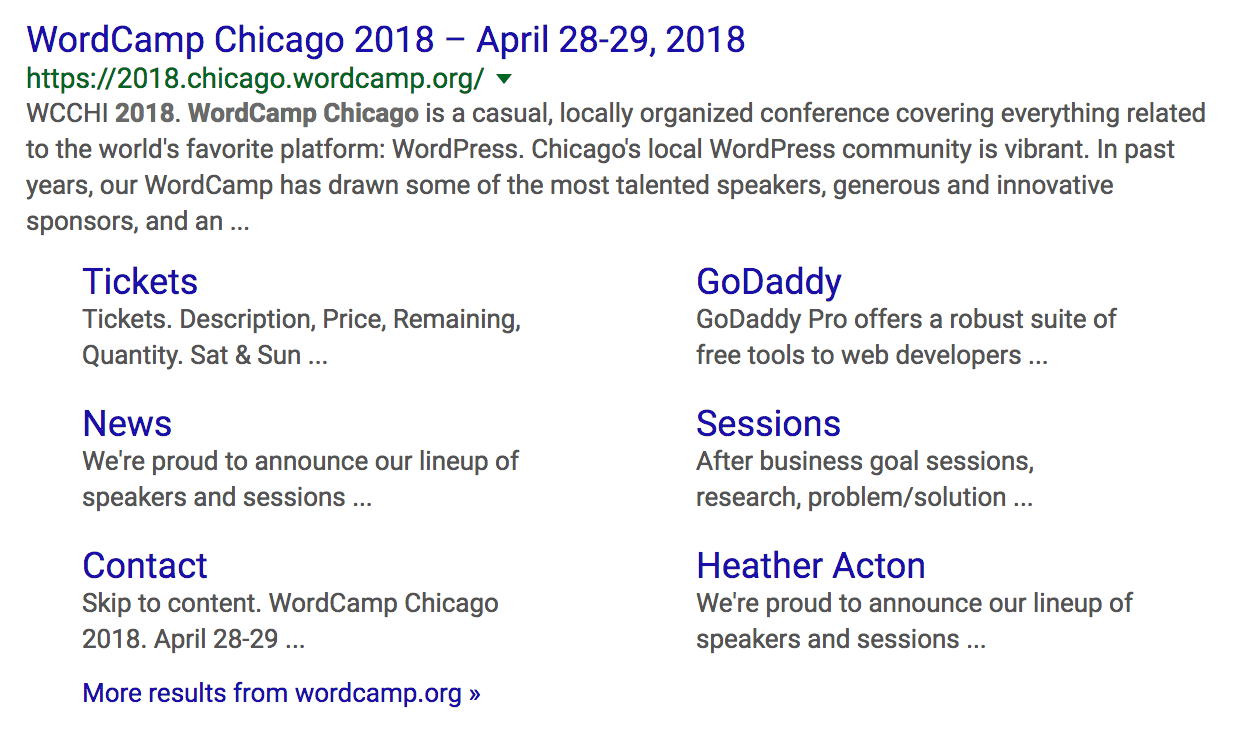 WordCamp Chicago 2018 – April 28-29, 2018
https://2018.chicago.wordcamp.org/
WCCHI 2018. WordCamp Chicago is a casual, locally organized conference covering everything related
to the world's favorite platform: WordPress. Chicago's local WordPress community is vibrant. In past
years, our WordCamp has drawn some of the most talented speakers, generous and innovative
sponsors, and an ...
Tickets
Tickets. Description, Price, Remaining,
Quantity. Sat & Sun ...
GoDaddy
GoDaddy Pro offers a robust suite of
free tools to web developers ...
News
We're proud to announce our lineup of
speakers and sessions ...
Sessions
After business goal sessions,
research, problem/solution ...
Contact
Skip to content. WordCamp Chicago
2018. April 28-29 ...
Heather Acton
We're proud to announce our lineup of
speakers and sessions ...
More results from wordcamp.org »